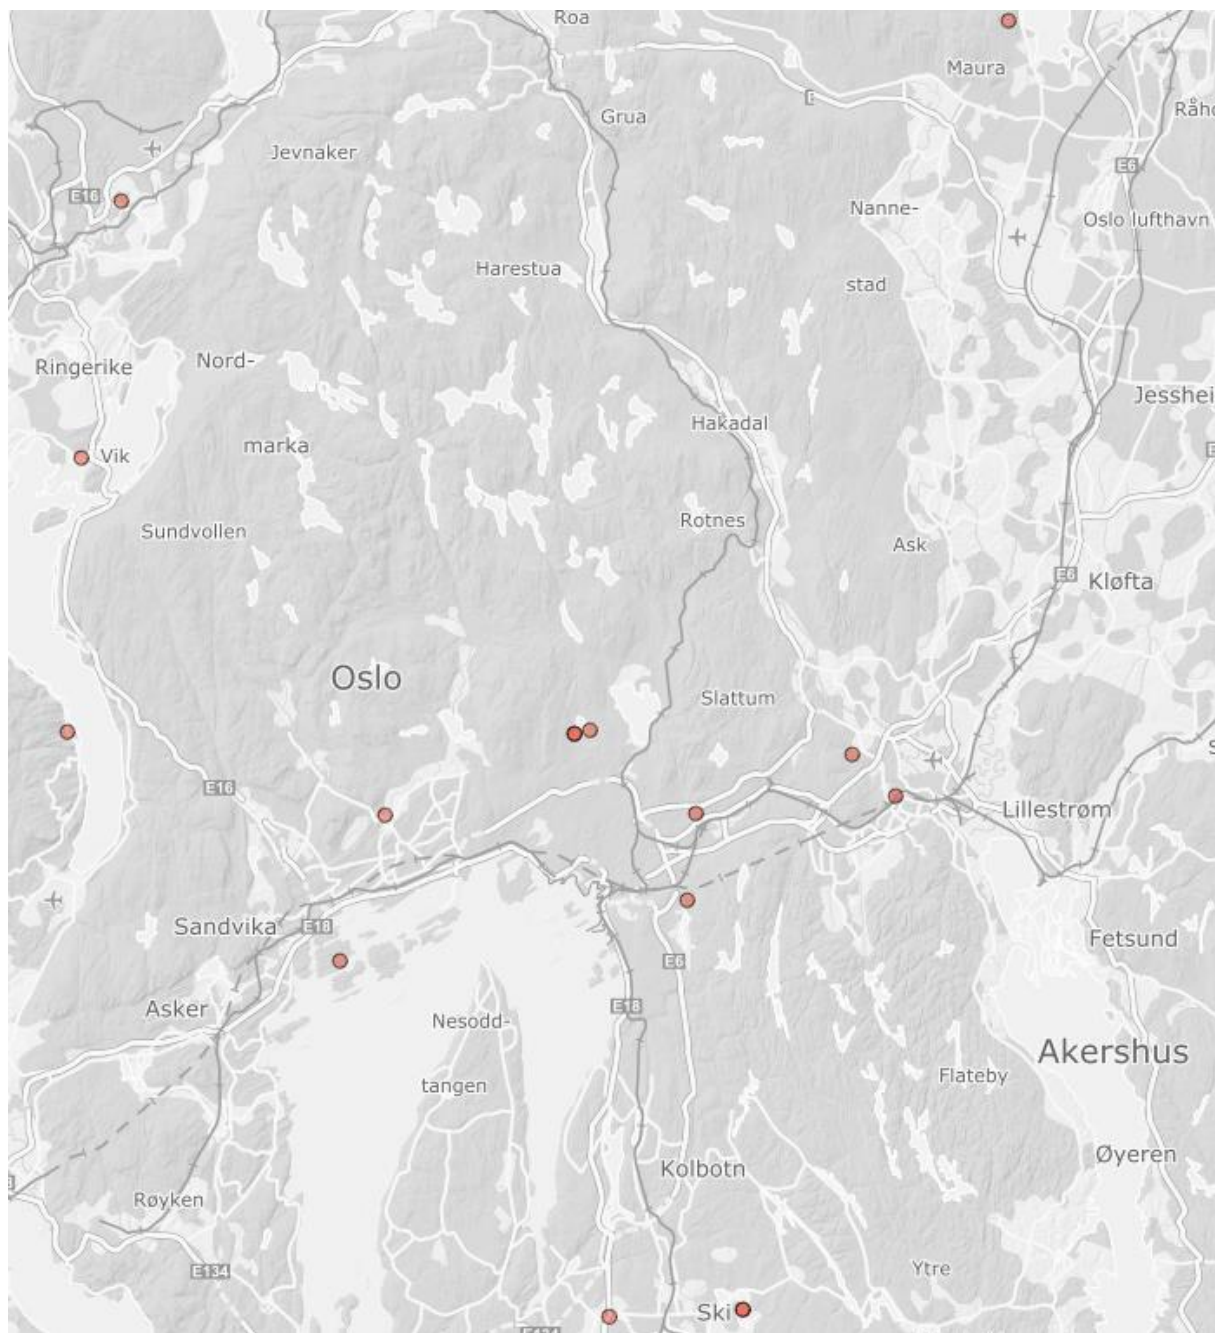 Roa
Maura
E
Grua
Råho
Jevnaker
E6
E16
Nanne-
Oslo lufthavn
Harestua
stad
Ringerike
Nord-
Jesshei
Hakadal
marka
Vik
Rotnes
Sundvollen
Ask
E6
Kløfta
Oslo
Slattum
E16
Lillestrøm
Sandvika
E18
Fetsund
E6
Asker
E18
Nesodd-
Akershus
tangen
Flateby
Øyeren
Kolbotn
Røyken
E134
Ytre
Ski